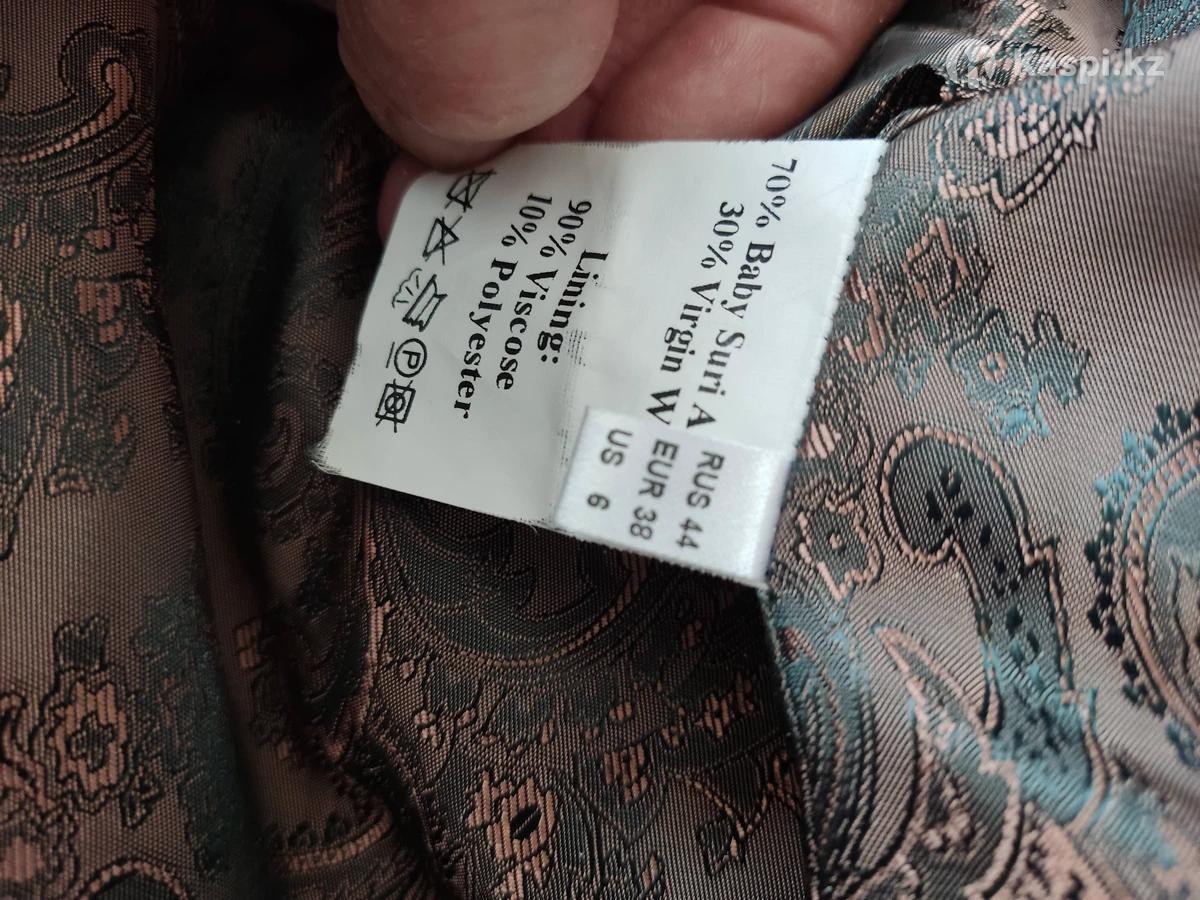 70% Baby Suri A
30% Virgin W
Lining:
90% Viscose
10% Polyester
P
RUS 44
EUR 38
US 6
Kaspi.kz